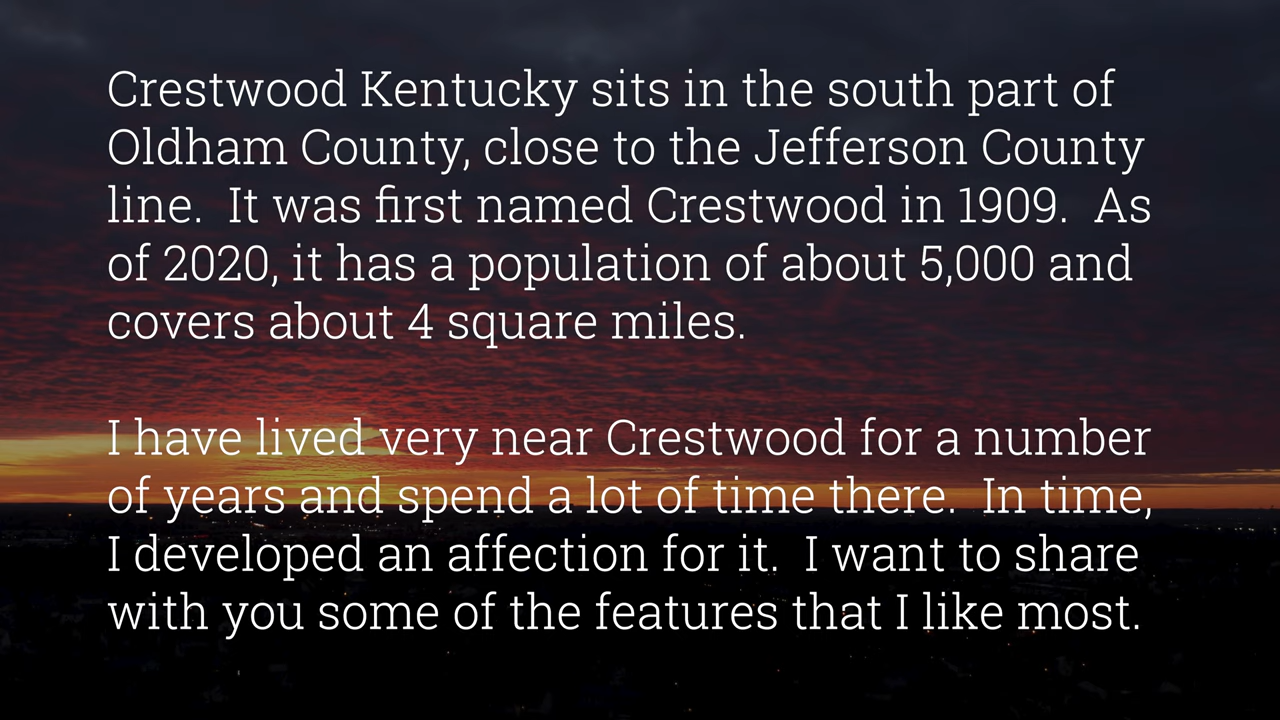 Crestwood Kentucky sits in the south part of
Oldham County, close to the Jefferson County
line.  It was first named Crestwood in 1909.  As
of 2020, it has a population of about 5,000 and
covers about 4 square miles.
I have lived very near Crestwood for a number
of years and spend a lot of time there.  In time,
I developed an affection for it.  I want to share
with you some of the features that I like most.